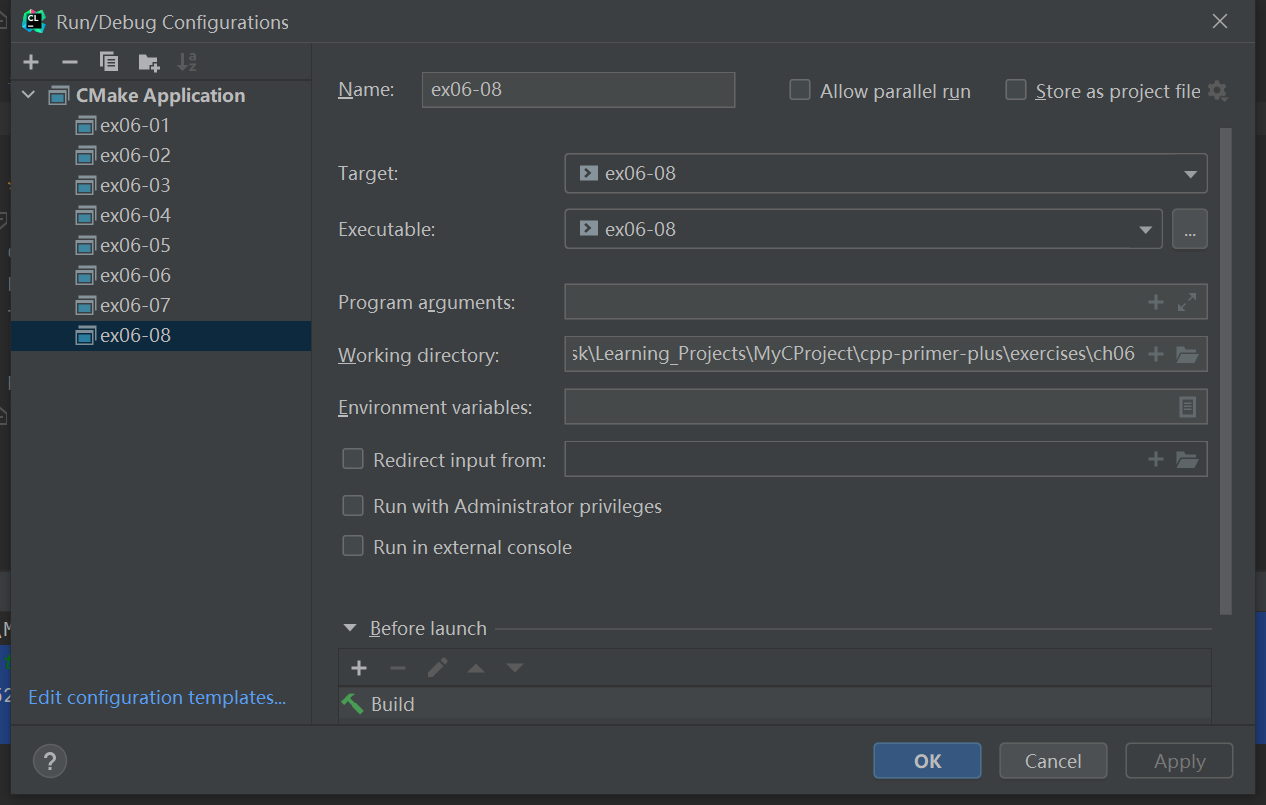 Run/Debug Configurations
CMake Application
ex06-01
ex06-02
ex06-03
ex06-04
ex06-05
ex06-06
ex06-07
ex06-08
Edit configuration templates...
Name: ex06-08
Allow parallel run
Store as project file
Target: ex06-08
Executable: ex06-08
...
Program arguments:
Working directory: sk\Learning_Projects\MyCProject\cpp-primer-plus\exercises\ch06
Environment variables:
Redirect input from:
Run with Administrator privileges
Run in external console
Before launch
Build
?
OK
Cancel
Apply